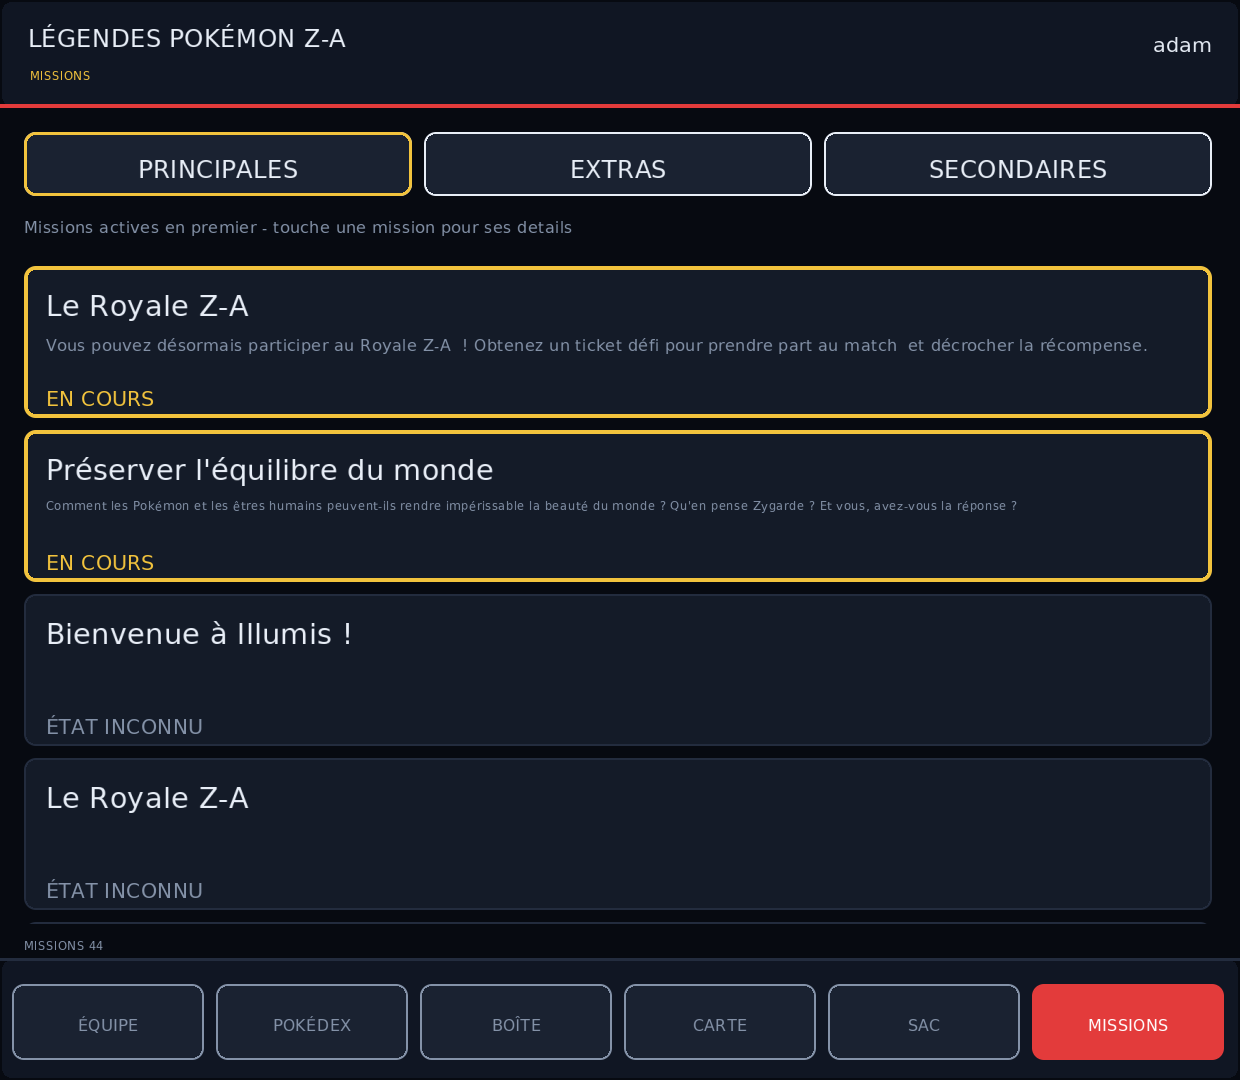 LÉGENDES POKÉMON Z-A
adam
MISSIONS
PRINCIPALES
EXTRAS
SECONDAIRES
Missions actives en premier - touche une mission pour ses details
Le Royale Z-A
Vous pouvez désormais participer au Royale Z-A  ! Obtenez un ticket défi pour prendre part au match  et décrocher la récompense.
EN COURS
Préserver l'équilibre du monde
Comment les Pokémon et les êtres humains peuvent-ils rendre impérissable la beauté du monde ? Qu'en pense Zygarde ? Et vous, avez-vous la réponse ?
EN COURS
Bienvenue à Illumis !
ÉTAT INCONNU
Le Royale Z-A
ÉTAT INCONNU
MISSIONS 44
ÉQUIPE
POKÉDEX
BOÎTE
CARTE
SAC
MISSIONS